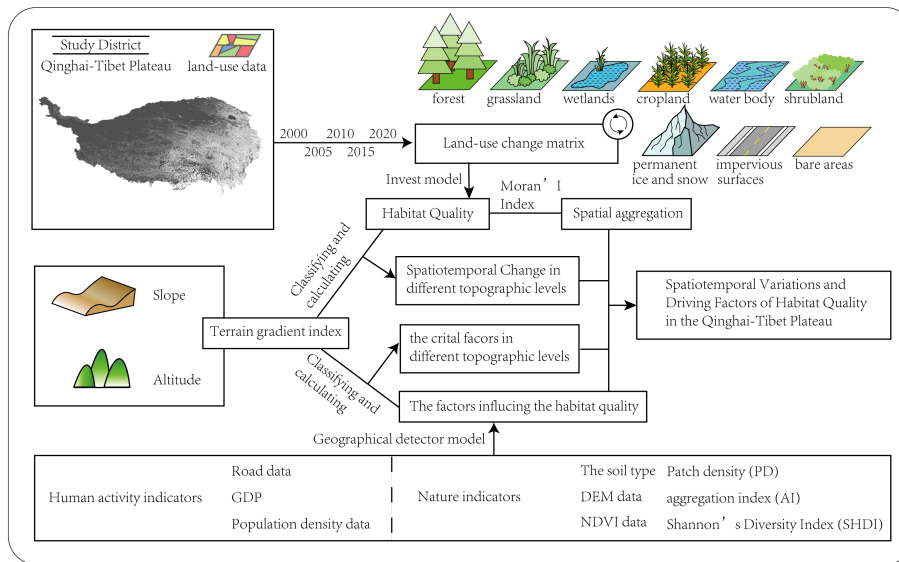 Study District
Qinghai-Tibet Plateau
land-use data
2000 2010 2020
2005 2015
Land-use change matrix
forest
grassland
wetlands
cropland
water body
shrubland
permanent
ice and snow
impervious
surfaces
bare areas
Invest model
Moran’I
Index
Habitat Quality
Spatial aggregation
Classifying and
calculating
Spatiotemporal Change in
different topographic levels
Spatiotemporal Variations and
Driving Factors of Habitat Quality
in the Qinghai-Tibet Plateau
Slope
Altitude
Terrain gradient index
the crital facors in
different topographic levels
Classifying and
calculating
The factors influcing the habitat quality
Geographical detector model
Human activity indicators
Road data
GDP
Population density data
Nature indicators
The soil type
DEM data
NDVI data
Patch density (PD)
aggregation index (AI)
Shannon’s Diversity Index (SHDI)